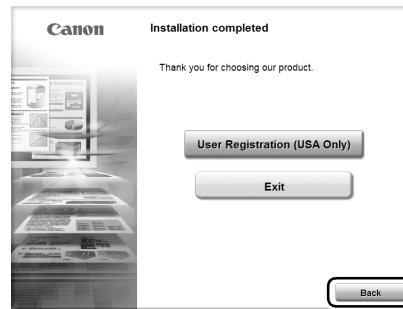 Canon
Installation completed
Thank you for choosing our product.
User Registration (USA Only)
Exit
Back